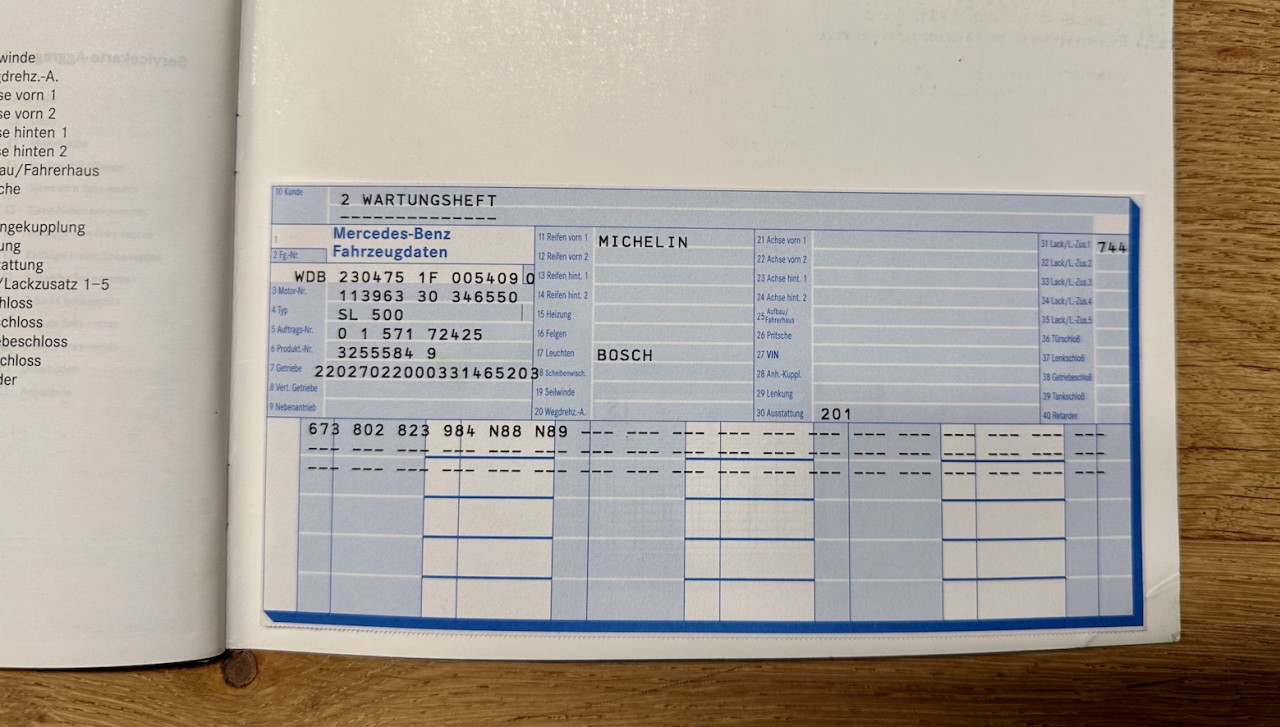 winde
drehz.-A.
se vorn 1
se vorn 2
se hinten 1
se hinten 2
au/Fahrerhaus
che
ngekupplung
ung
attung
/Lackzusatz 1–5
hloss
schloss
ebeschloss
chloss
der
Servicekarte Aggreg
10 Kunde
2 WARTUNGSHEFT
--------------
1
Mercedes-Benz
Fahrzeugdaten
2 Fg.-Nr.
WDB 230475 1F 005409 0
3 Motor-Nr.
113963 30 346550
4 Typ
SL 500
5 Auftrags-Nr.
0 1 571 72425
6 Produkt.-Nr.
3255584 9
7 Getriebe
22027022000331465203
8 Vert. Getriebe
9 Nebenantrieb
11 Reifen vorn 1
MICHELIN
12 Reifen vorn 2
13 Reifen hint. 1
14 Reifen hint. 2
15 Heizung
16 Felgen
17 Leuchten
BOSCH
18 Scheibenwisch.
19 Seilwinde
20 Wegdrehz.-A.
21 Achse vorn 1
22 Achse vorn 2
23 Achse hint. 1
24 Achse hint. 2
25 Aufbau/
Fahrerhaus
26 Pritsche
27 VIN
28 Anh.-Kuppl.
29 Lenkung
30 Ausstattung
201
31 Lack/L.-Zus.1
744
32 Lack/L.-Zus.2
33 Lack/L.-Zus.3
34 Lack/L.-Zus.4
35 Lack/L.-Zus.5
36 Türschloß
37 Lenkschloß
38 Getriebeschloß
39 Tankschloß
40 Retarder
673 802 823 984 N88 N89 --- --- --- --- --- --- --- --- --- --- --- ---
--- --- --- --- --- --- --- --- --- --- --- --- --- --- --- --- --- ---
--- --- --- --- --- --- --- --- --- --- --- --- --- --- --- --- --- ---